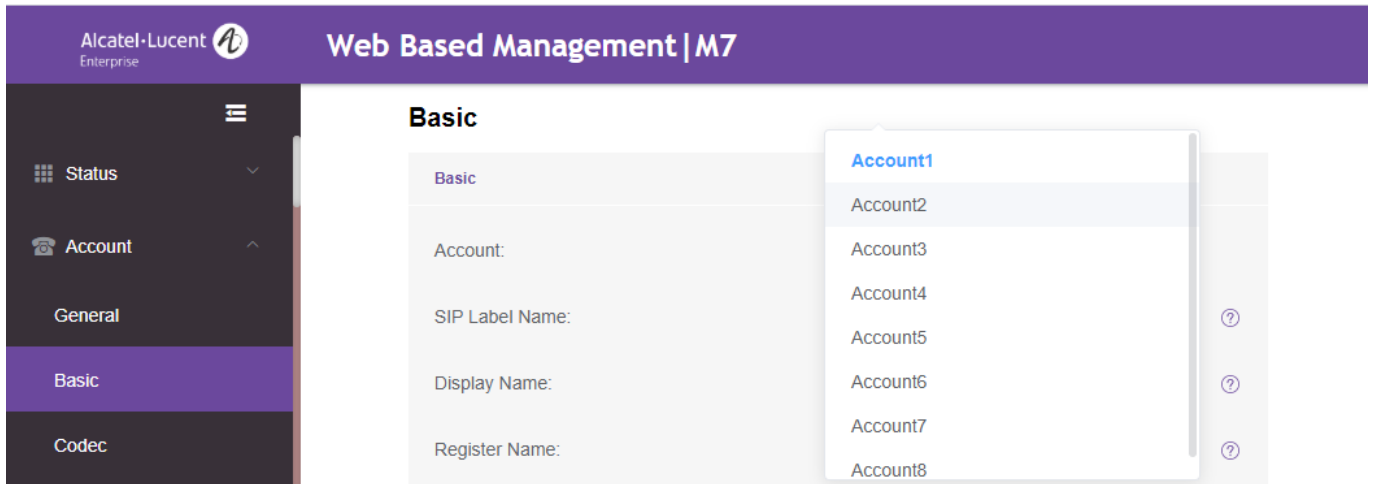 Alcatel·Lucent
Enterprise
Web Based Management|M7
Status
Account
General
Basic
Codec
Basic
Basic
Account:
SIP Label Name:
Display Name:
Register Name:
Account1
Account2
Account3
Account4
Account5
Account6
Account7
Account8